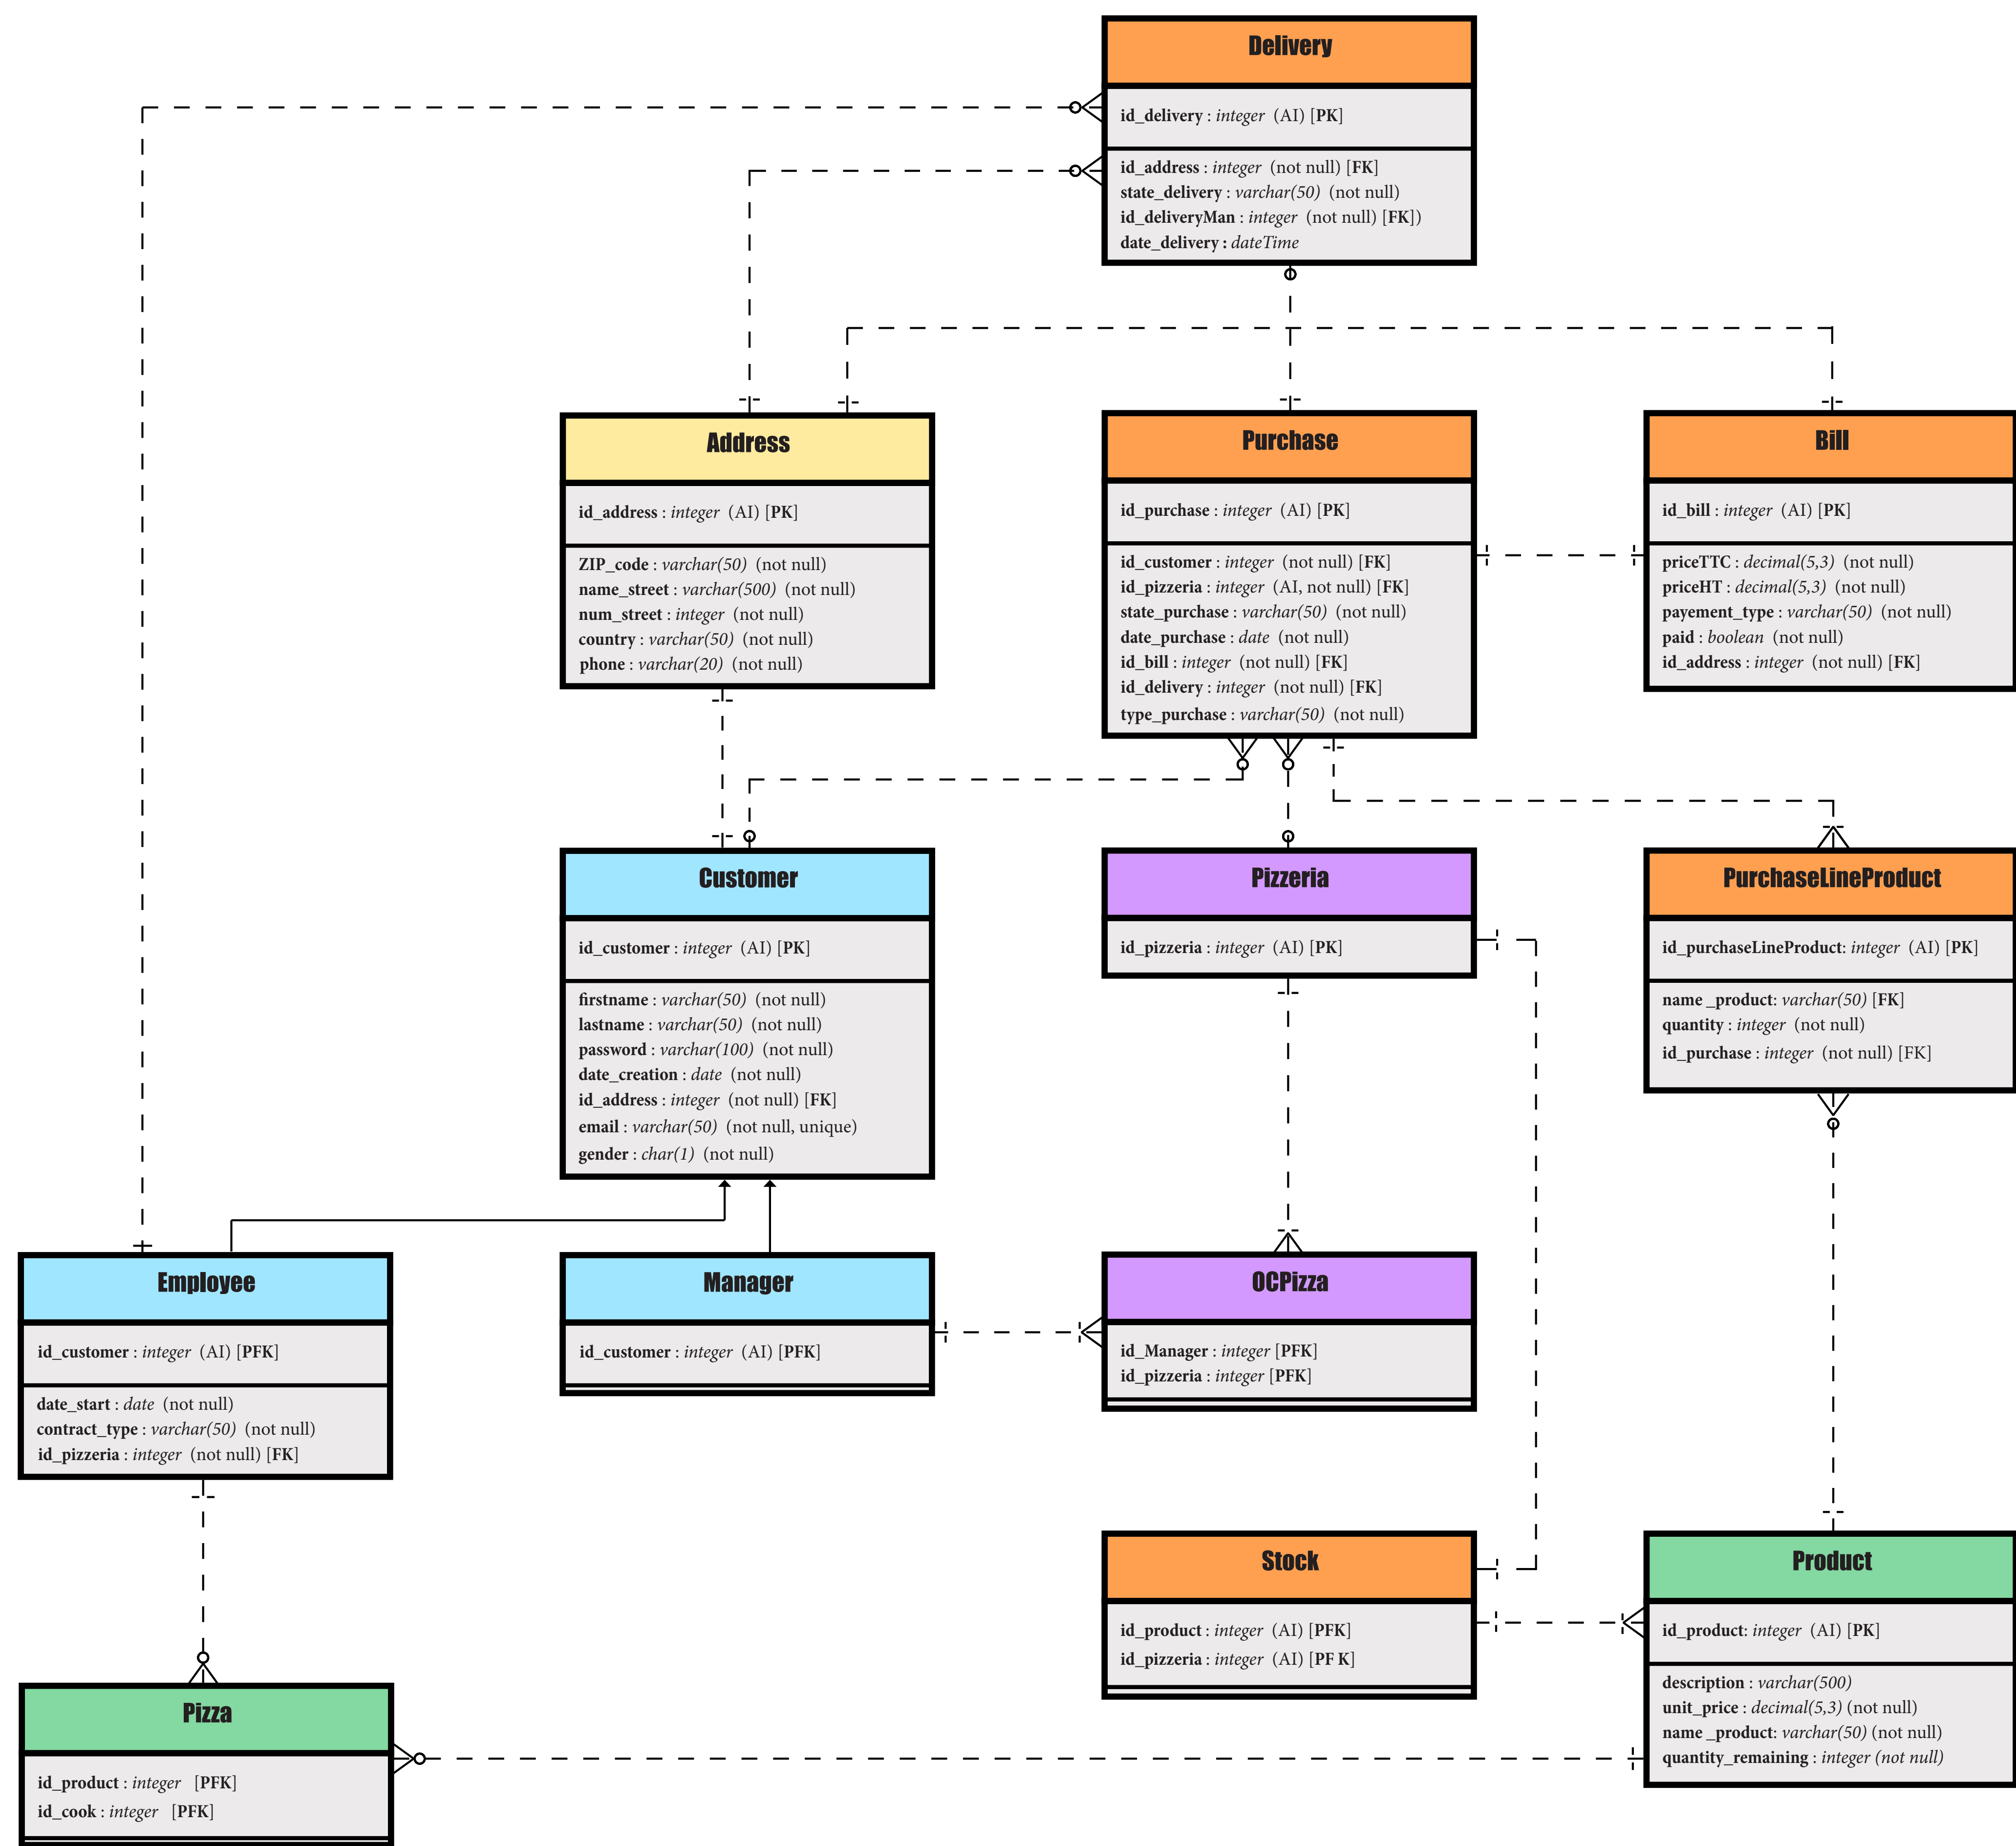 Delivery
id_delivery : integer (AI) [PK]
id_address : integer (not null) [FK]
state_delivery : varchar(50) (not null)
id_deliveryMan : integer (not null) [FK])
date_delivery : dateTime
Address
id_address : integer (AI) [PK]
ZIP_code : varchar(50) (not null)
name_street : varchar(500) (not null)
num_street : integer (not null)
country : varchar(50) (not null)
phone : varchar(20) (not null)
Purchase
id_purchase : integer (AI) [PK]
id_customer : integer (not null) [FK]
id_pizzeria : integer (AI, not null) [FK]
state_purchase : varchar(50) (not null)
date_purchase : date (not null)
id_bill : integer (not null) [FK]
id_delivery : integer (not null) [FK]
type_purchase : varchar(50) (not null)
Bill
id_bill : integer (AI) [PK]
priceTTC : decimal(5,3) (not null)
priceHT : decimal(5,3) (not null)
payement_type : varchar(50) (not null)
paid : boolean (not null)
id_address : integer (not null) [FK]
Customer
id_customer : integer (AI) [PK]
firstname : varchar(50) (not null)
lastname : varchar(50) (not null)
password : varchar(100) (not null)
date_creation : date (not null)
id_address : integer (not null) [FK]
email : varchar(50) (not null, unique)
gender : char(1) (not null)
Pizzeria
id_pizzeria : integer (AI) [PK]
PurchaseLineProduct
id_purchaseLineProduct: integer (AI) [PK]
name _product: varchar(50) [FK]
quantity : integer (not null)
id_purchase : integer (not null) [FK]
Employee
id_customer : integer (AI) [PFK]
date_start : date (not null)
contract_type : varchar(50) (not null)
id_pizzeria : integer (not null) [FK]
Manager
id_customer : integer (AI) [PFK]
OCPizza
id_Manager : integer [PFK]
id_pizzeria : integer [PFK]
Stock
id_product : integer (AI) [PFK]
id_pizzeria : integer (AI) [PF K]
Product
id_product: integer (AI) [PK]
description : varchar(500)
unit_price : decimal(5,3) (not null)
name _product: varchar(50) (not null)
quantity_remaining : integer (not null)
Pizza
id_product : integer [PFK]
id_cook : integer [PFK]